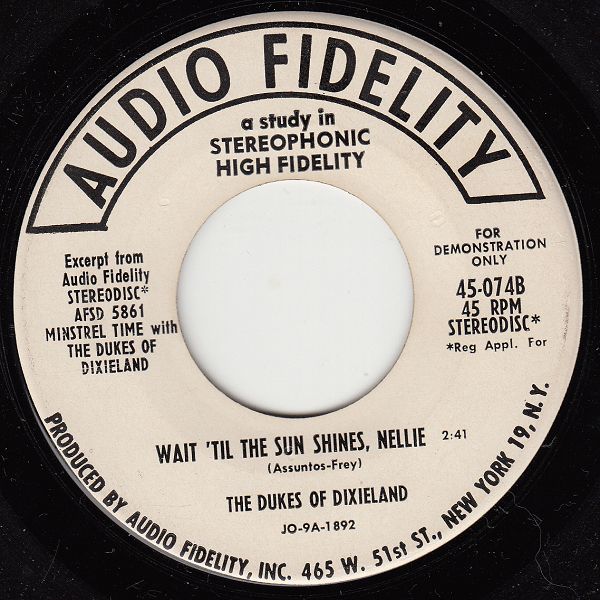 AUDIO FIDELITY
a study in
STEREOPHONIC
HIGH FIDELITY
Excerpt from
Audio Fidelity
STEREODISC*
AFSD 5861
MINSTREL TIME with
THE DUKES OF
DIXIELAND
FOR
DEMONSTRATION
ONLY
45-074B
45 RPM
STEREODISC*
*Reg Appl. For
WAIT 'TIL THE SUN SHINES, NELLIE 2:41
(Assuntos-Frey)
THE DUKES OF DIXIELAND
JO-9A-1892
PRODUCED BY AUDIO FIDELITY, INC. 465 W. 51st ST., NEW YORK 19, N.Y.